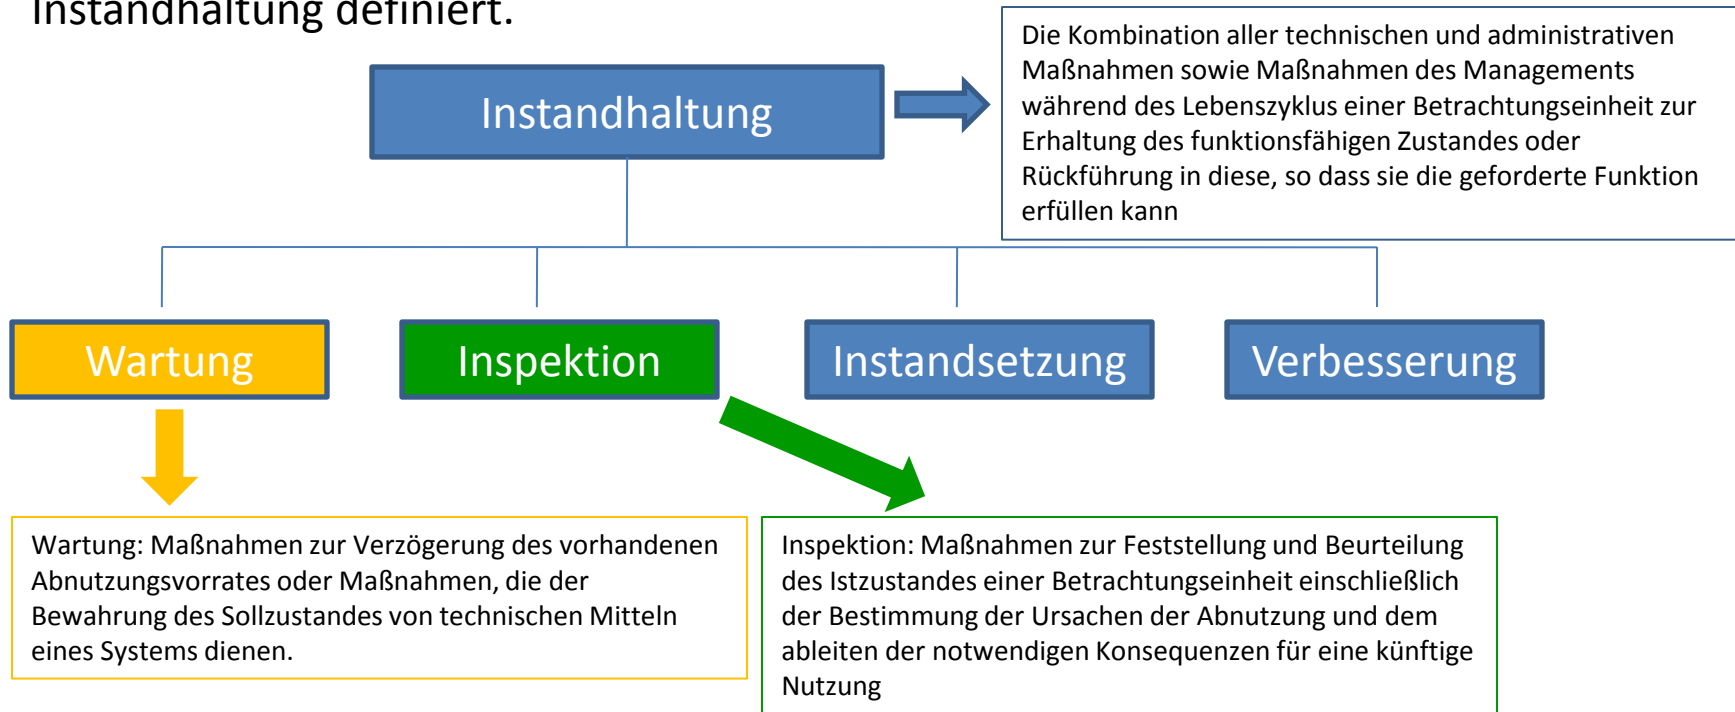 Instandhaltung definiert.
Instandhaltung
Die Kombination aller technischen und administrativen
Maßnahmen sowie Maßnahmen des Managements
während des Lebenszyklus einer Betrachtungseinheit zur
Erhaltung des funktionsfähigen Zustandes oder
Rückführung in diese, so dass sie die geforderte Funktion
erfüllen kann
Wartung
Inspektion
Instandsetzung
Verbesserung
Wartung: Maßnahmen zur Verzögerung des vorhandenen
Abnutzungsvorrates oder Maßnahmen, die der
Bewahrung des Sollzustandes von technischen Mitteln
eines Systems dienen.
Inspektion: Maßnahmen zur Feststellung und Beurteilung
des Istzustandes einer Betrachtungseinheit einschließlich
der Bestimmung der Ursachen der Abnutzung und dem
ableiten der notwendigen Konsequenzen für eine künftige
Nutzung